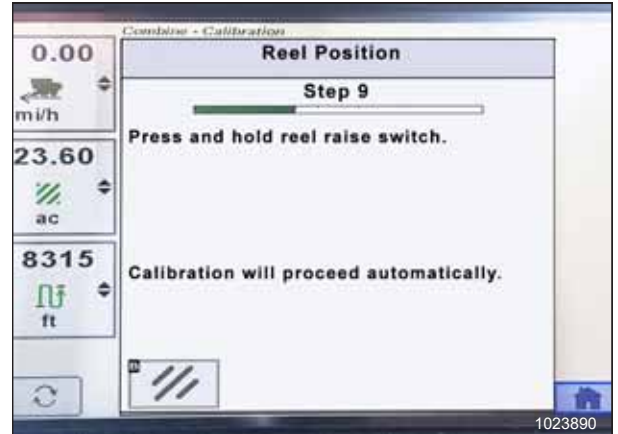 Combine - Calibration
0.00
mi/h
23.60
ac
8315
ft
Reel Position
Step 9
Press and hold reel raise switch.
Calibration will proceed automatically.
1023890